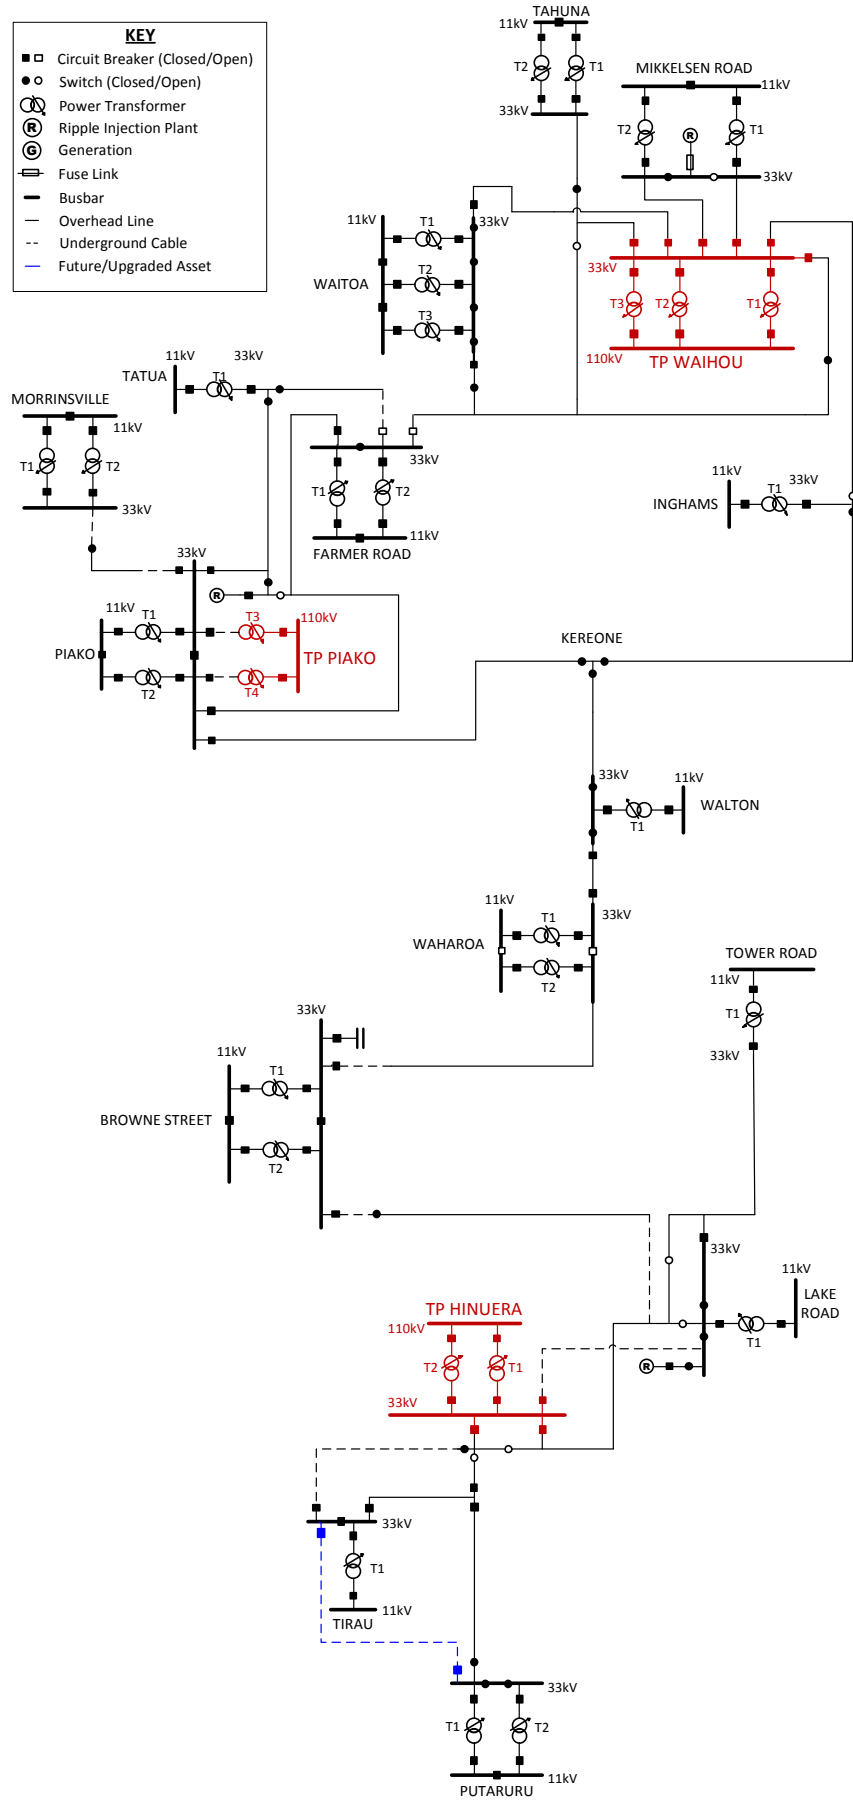 KEY
Circuit Breaker (Closed/Open)
Switch (Closed/Open)
Power Transformer
R
Ripple Injection Plant
G
Generation
Fuse Link
Busbar
Overhead Line
Underground Cable
Future/Upgraded Asset
TAHUNA
11kV
T2
T1
33kV
MIKKELSEN ROAD
11kV
T2
R
T1
33kV
11kV
33kV
T1
WAITOA
T2
T3
33kV
T3
T2
T1
110kV
TP WAIHOU
11kV
33kV
T1
TATUA
MORRINSVILLE
11kV
T1
T2
33kV
33kV
T1
T2
11kV
FARMER ROAD
11kV
33kV
T1
INGHAMS
33kV
R
11kV
T1
T3
110kV
PIAKO
TP PIAKO
T2
T4
KEREONE
33kV
11kV
WALTON
T1
11kV
33kV
T1
WAHAROA
T2
TOWER ROAD
11kV
T1
33kV
33kV
11kV
T1
BROWNE STREET
T2
33kV
11kV
LAKE
ROAD
T1
R
TP HINUERA
110kV
T2
T1
33kV
33kV
T1
11kV
TIRAU
33kV
T1
T2
11kV
PUTARURU